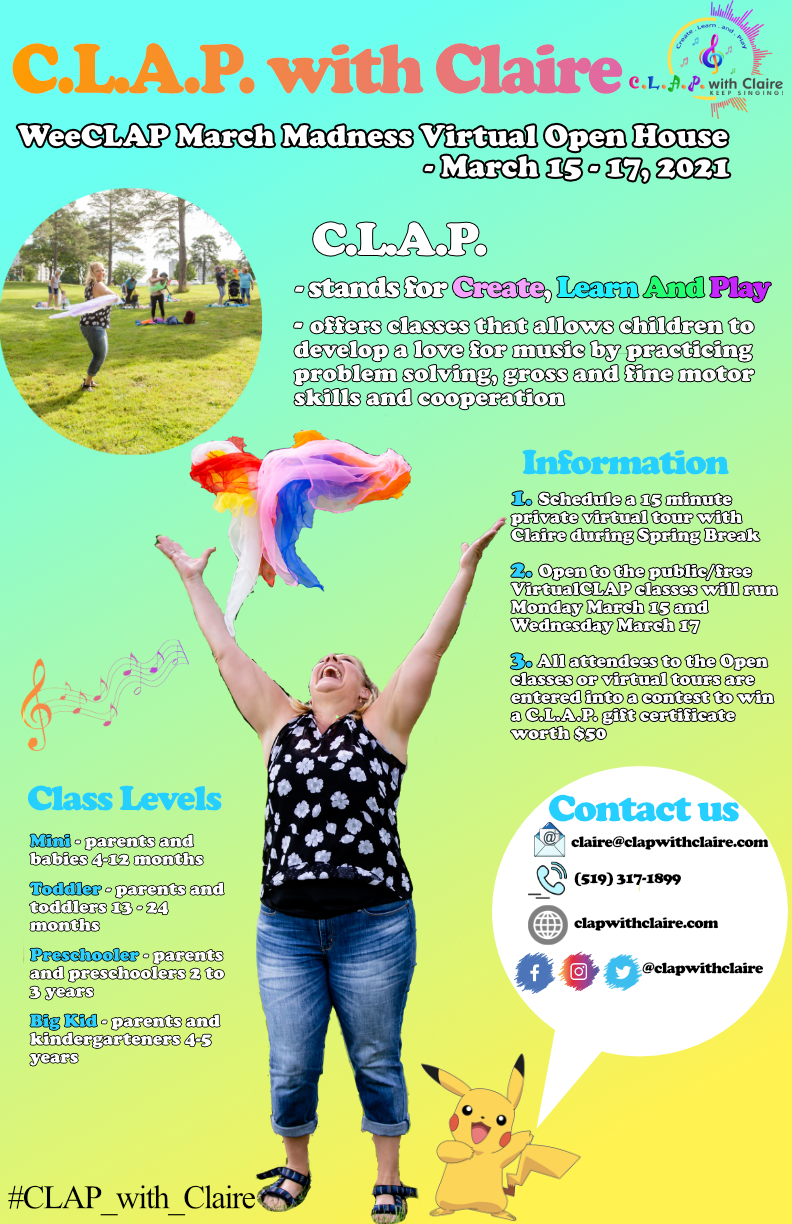 C.L.A.P. with Claire
Create . Learn . and . Play
C.L.A.P. with Claire
KEEP SINGING!
WeeCLAP March Madness Virtual Open House
- March 15 - 17, 2021
C.L.A.P.
- stands for Create, Learn And Play
- offers classes that allows children to
develop a love for music by practicing
problem solving, gross and fine motor
skills and cooperation
Information
1. Schedule a 15 minute
private virtual tour with
Claire during Spring Break
2. Open to the public/free
VirtualCLAP classes will run
Monday March 15 and
Wednesday March 17
3. All attendees to the Open
classes or virtual tours are
entered into a contest to win
a C.L.A.P. gift certificate
worth $50
Class Levels
Mini - parents and
babies 4-12 months
Toddler - parents and
toddlers 13 - 24
months
Preschooler - parents
and preschoolers 2 to
3 years
Big Kid - parents and
kindergarteners 4-5
years
Contact us
claire@clapwithclaire.com
(519) 317-1899
clapwithclaire.com
@clapwithclaire
#CLAP_with_Claire